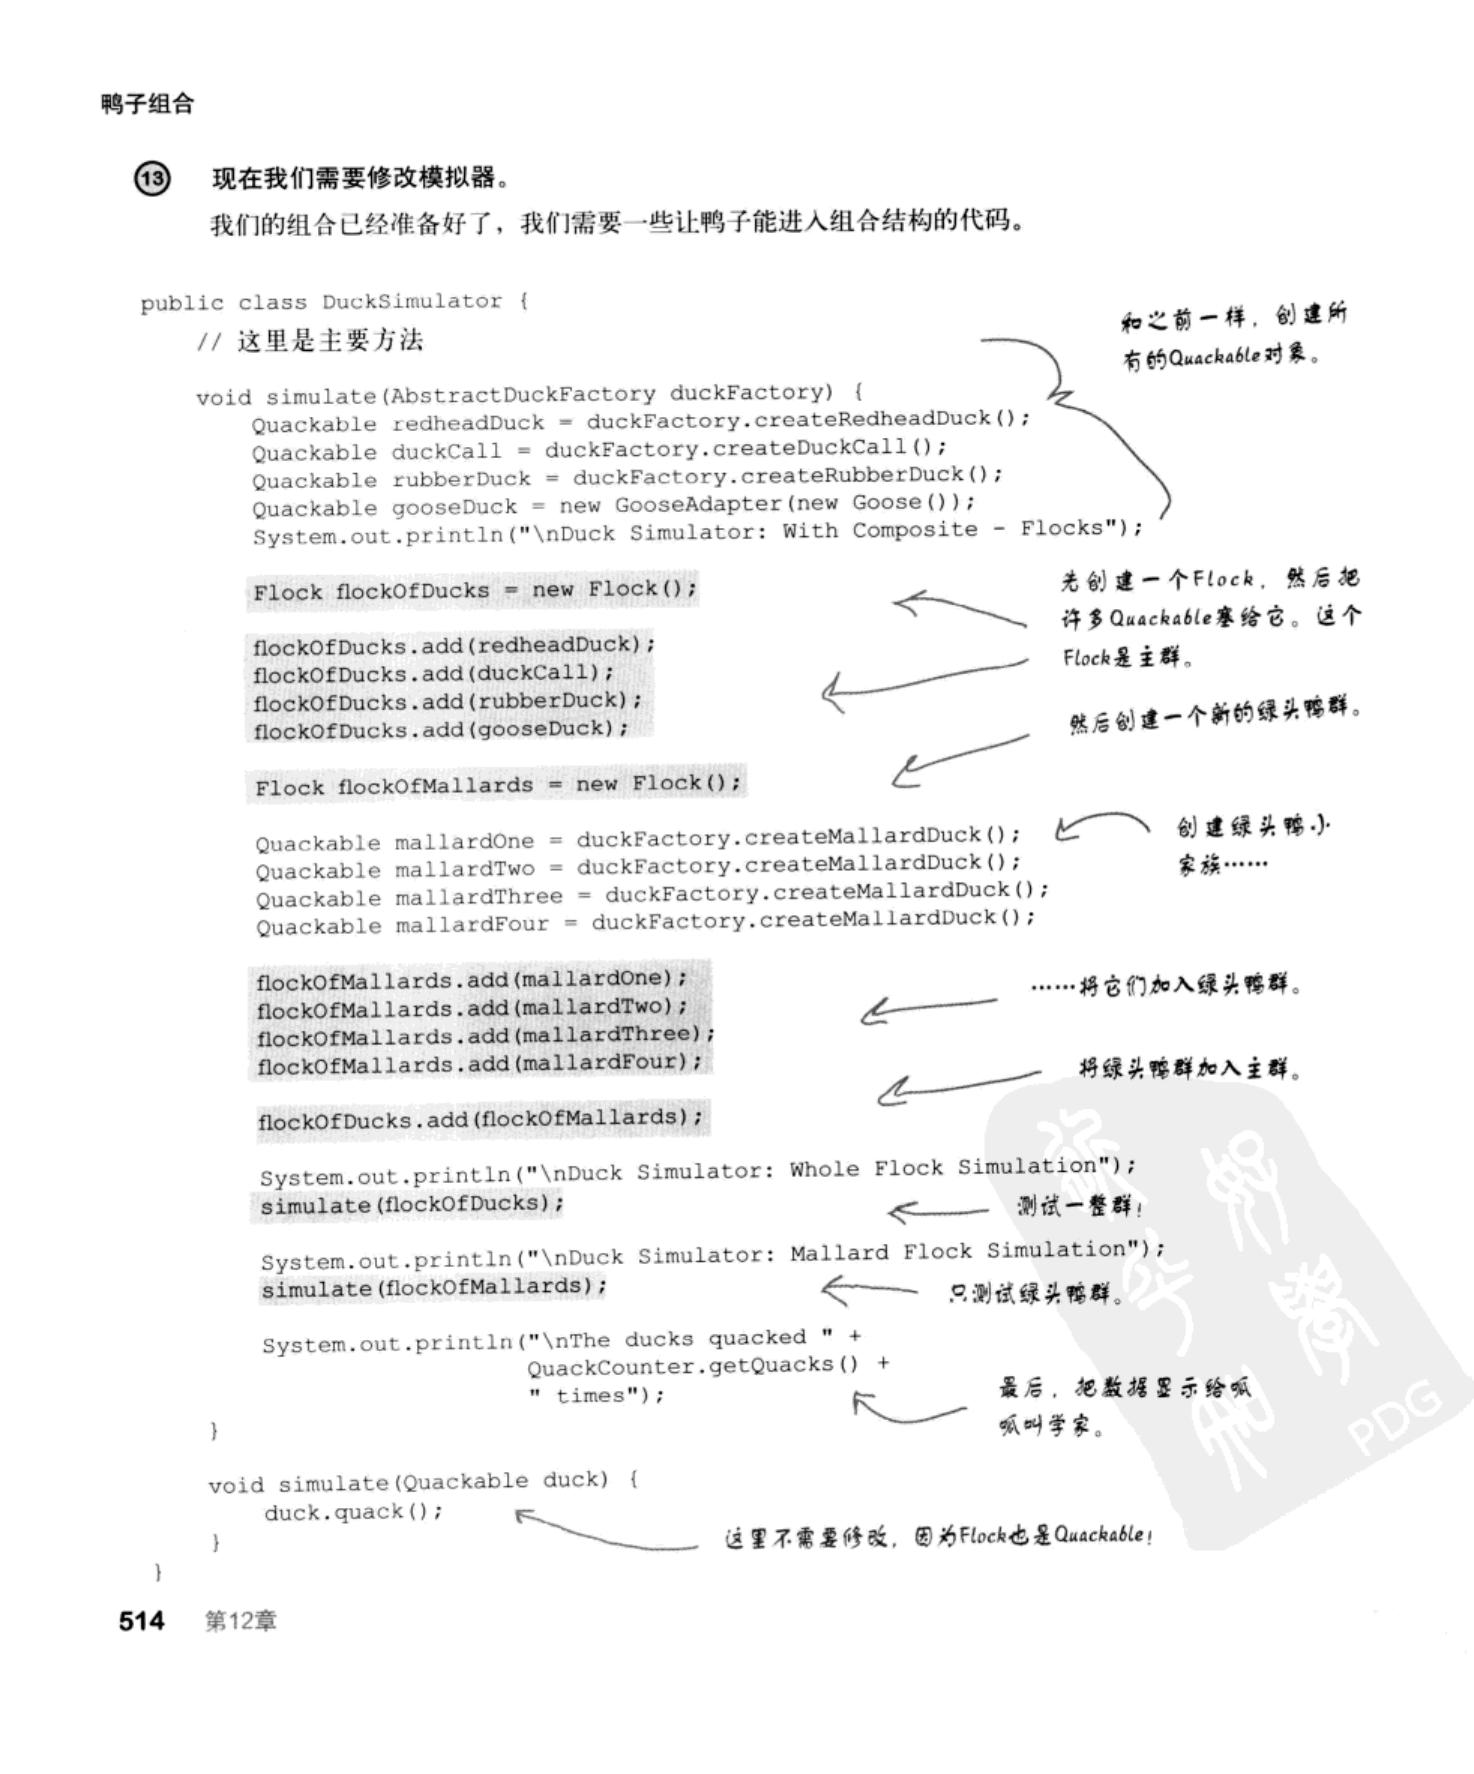 鸭子组合
13 现在我们需要修改模拟器。
我们的组合已经准备好了，我们需要一些让鸭子能进入组合结构的代码。
public class DuckSimulator {
// 这里是主要方法
和之前一样，创建所
有的Quackable对象。
void simulate(AbstractDuckFactory duckFactory) {
Quackable redheadDuck = duckFactory.createRedheadDuck();
Quackable duckCall = duckFactory.createDuckCall();
Quackable rubberDuck = duckFactory.createRubberDuck();
Quackable gooseDuck = new GooseAdapter(new Goose());
System.out.println("\nDuck Simulator: With Composite - Flocks");
Flock flockOfDucks = new Flock();
先创建一个Flock，然后把
许多Quackable塞给它。这个
Flock是主群。
flockOfDucks.add(redheadDuck);
flockOfDucks.add(duckCall);
flockOfDucks.add(rubberDuck);
flockOfDucks.add(gooseDuck);
然后创建一个新的绿头鸭群。
Flock flockOfMallards = new Flock();
Quackable mallardOne = duckFactory.createMallardDuck();
Quackable mallardTwo = duckFactory.createMallardDuck();
Quackable mallardThree = duckFactory.createMallardDuck();
Quackable mallardFour = duckFactory.createMallardDuck();
创建绿头鸭小
家族……
flockOfMallards.add(mallardOne);
flockOfMallards.add(mallardTwo);
flockOfMallards.add(mallardThree);
flockOfMallards.add(mallardFour);
……将它们加入绿头鸭群。
将绿头鸭群加入主群。
flockOfDucks.add(flockOfMallards);
System.out.println("\nDuck Simulator: Whole Flock Simulation");
simulate(flockOfDucks);
测试一整群！
System.out.println("\nDuck Simulator: Mallard Flock Simulation");
simulate(flockOfMallards);
只测试绿头鸭群。
System.out.println("\nThe ducks quacked " +
QuackCounter.getQuacks() +
" times");
最后，把数据显示给呱
呱叫学家。
}
void simulate(Quackable duck) {
duck.quack();
这里不需要修改，因为Flock也是Quackable！
}
}
514 第12章
PDG